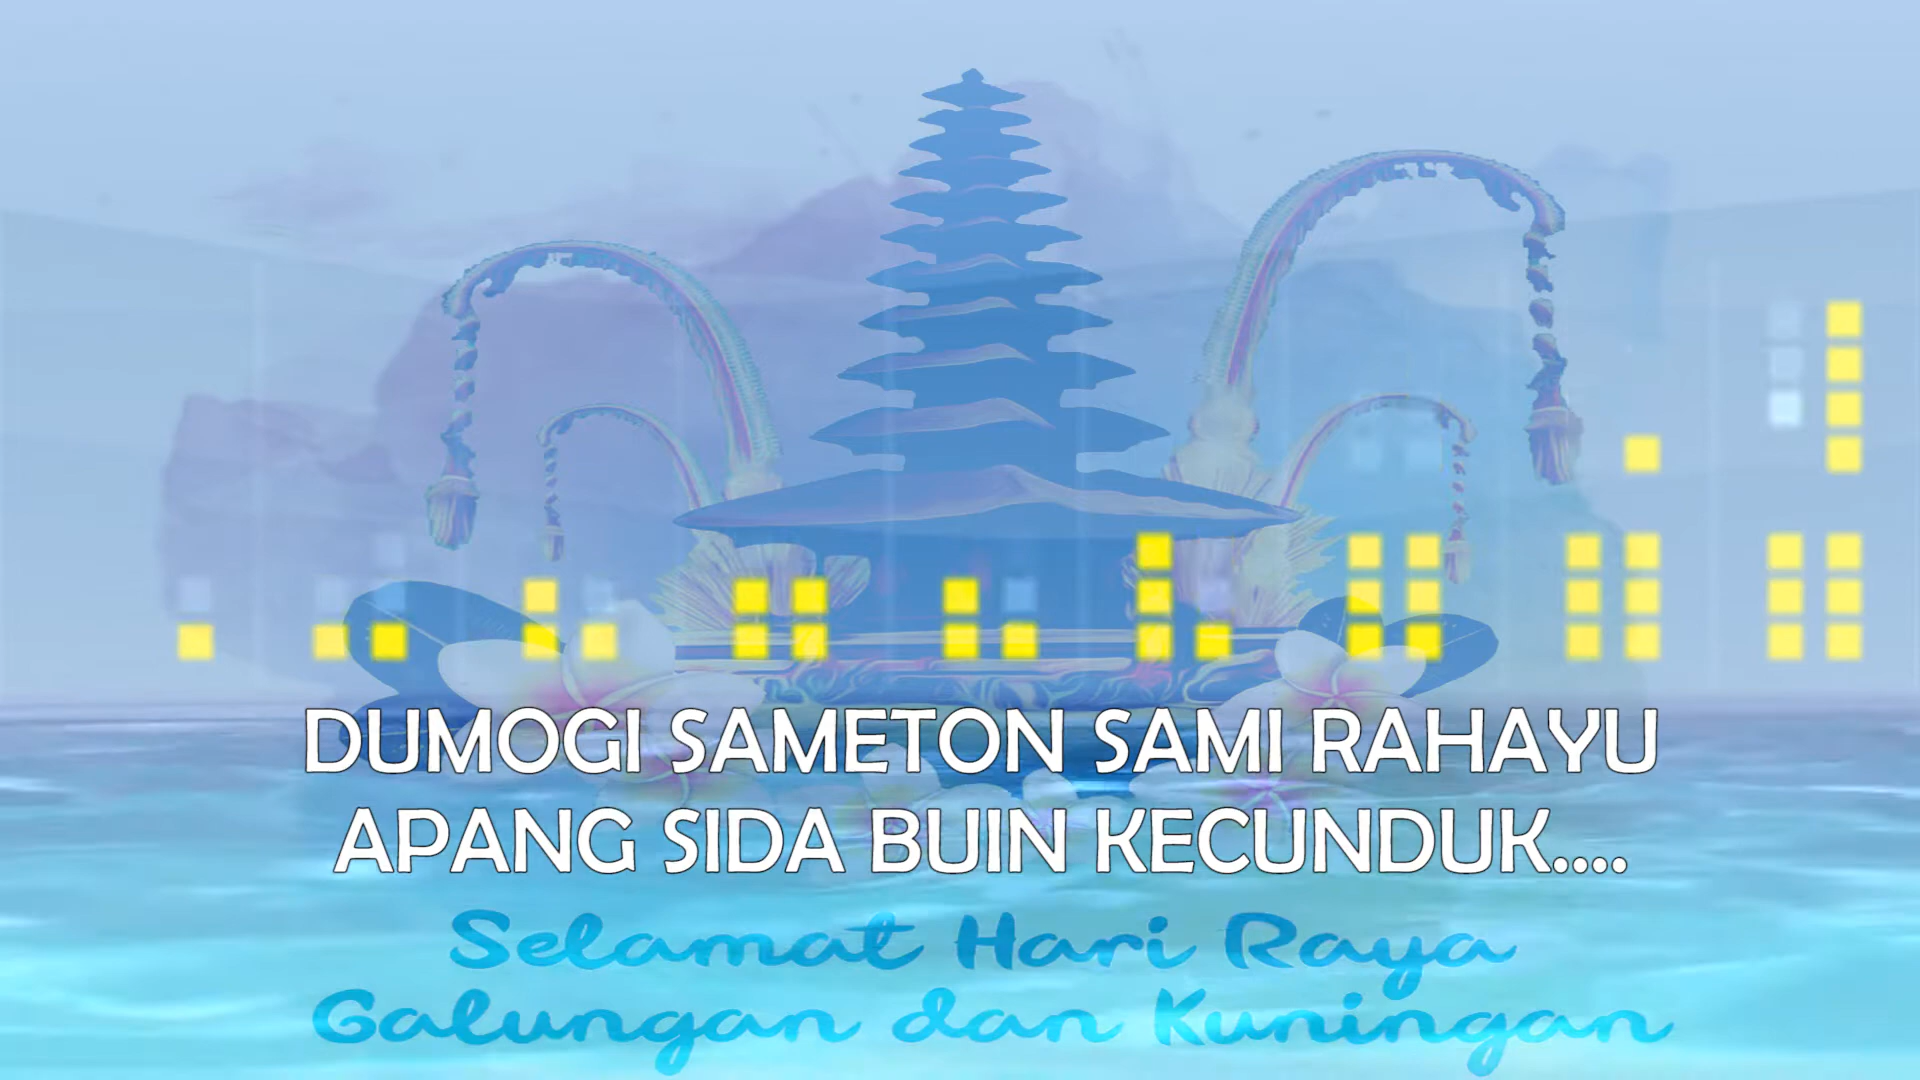 DUMOGI SAMETON SAMI RAHAYU
APANG SIDA BUIN KECUNDUK....
Selamat Hari Raya
Galungan dan Kuningan